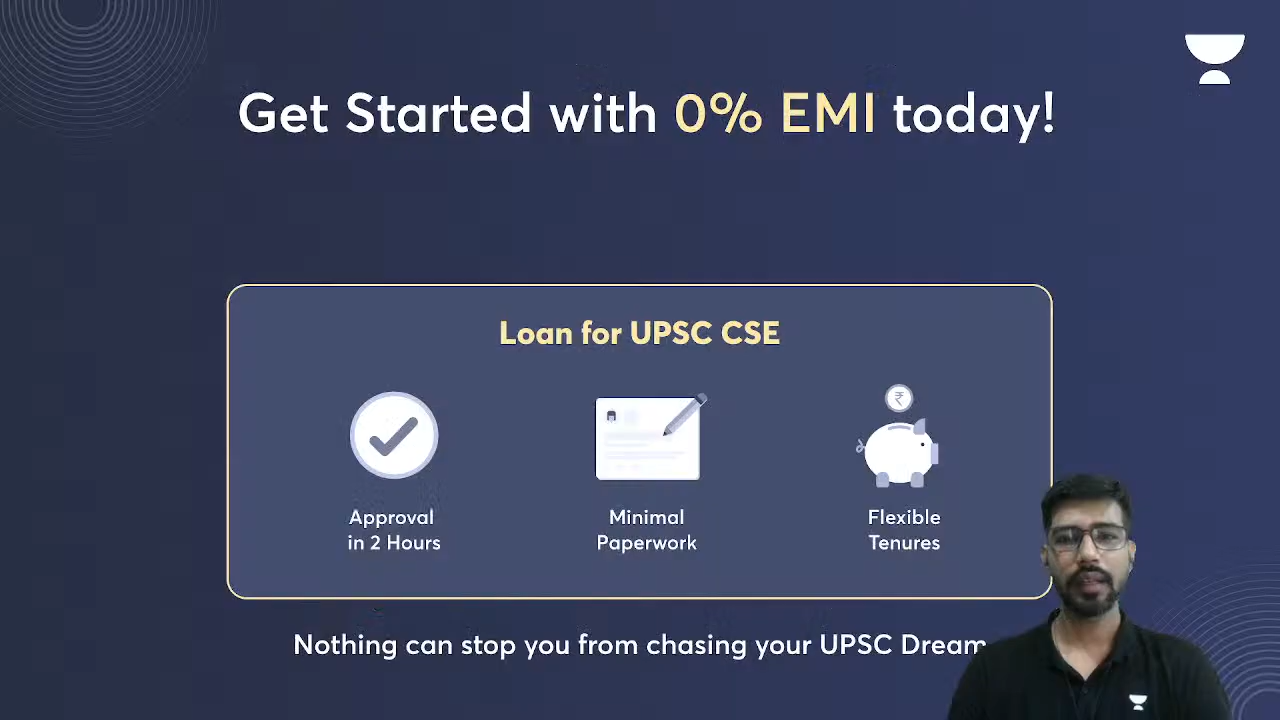 Get Started with 0% EMI today!
Loan for UPSC CSE
Approval
in 2 Hours
Minimal
Paperwork
₹
Flexible
Tenures
Nothing can stop you from chasing your UPSC Dream